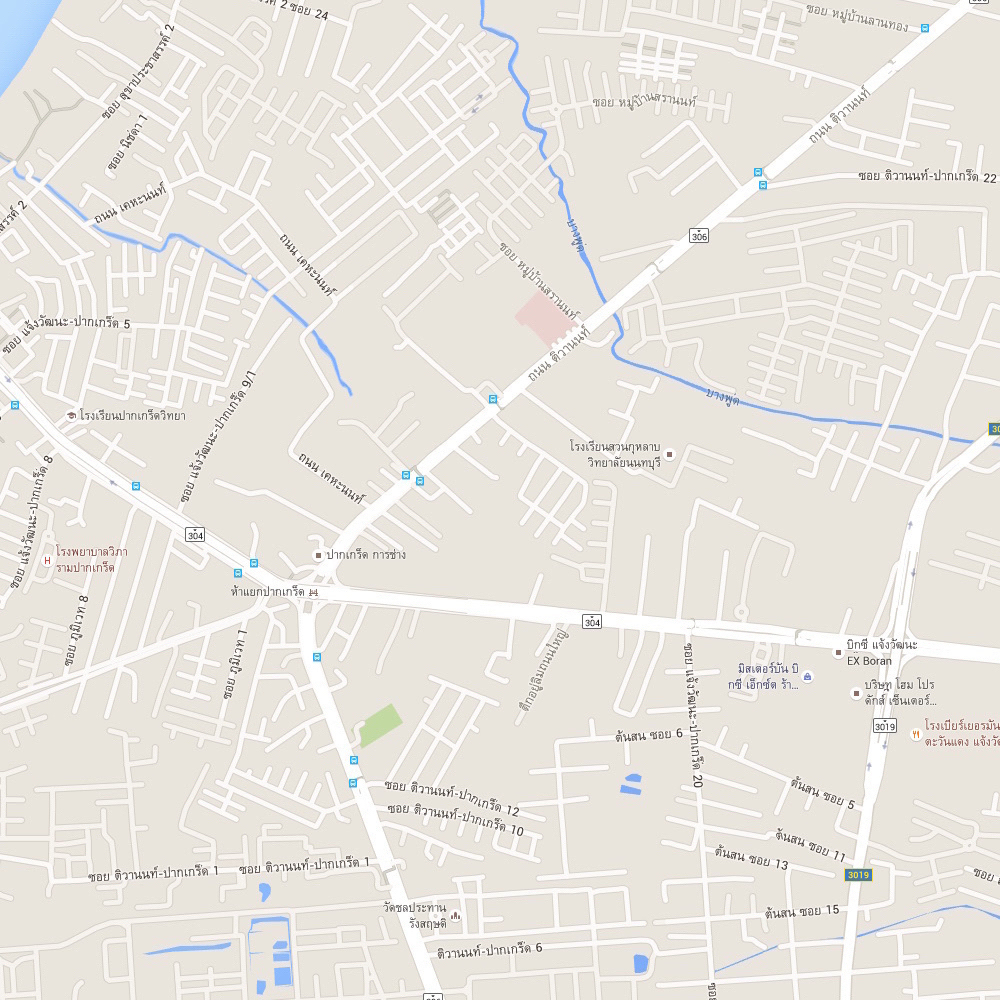 2 ซอย 24
ซอย หมู่บ้านลานทอง
ซอย สุขาประชาสรรค์ 2
ซอย หมู่บ้านสรานนท์
ถนน ติวานนท์
ซอย นิชดา 1
ซอย ติวานนท์-ปากเกร็ด 22
ถนน เคหะนนท์
สรรค์ 2
บางพูด
306
ถนน เคหะนนท์
ซอย หมู่บ้านสรานนท์
ซอย แจ้งวัฒนะ-ปากเกร็ด 5
ถนน ติวานนท์
บางพูด
ซอย แจ้งวัฒนะ-ปากเกร็ด 9/1
โรงเรียนปากเกร็ดวิทยา
30
โรงเรียนสวนกุหลาบ
วิทยาลัยนนทบุรี
ถนน เคหะนนท์
ซอย แจ้งวัฒนะ-ปากเกร็ด 8
304
โรงพยาบาลวิภา
รามปากเกร็ด
H
ปากเกร็ด การช่าง
ห้าแยกปากเกร็ด
304
ซอย ภูมิเวท 8
ซอย ภูมิเวท 1
ตึกอยู่ลิมถนนใหญ่
บิ๊กซี แจ้งวัฒนะ
EX Boran
มิสเตอร์บัน บิ
กซี เอ็กซ์ต้ ร้า...
บริษัท โฮม โปร
ดักส์ เซ็นเตอร์...
ซอย แจ้งวัฒนะ-ปากเกร็ด 20
3019
โรงเบียร์เยอรมัน
ตะวันแดง แจ้งวั
ต้นสน ซอย 6
ต้นสน ซอย 5
ซอย ติวานนท์-ปากเกร็ด 12
ซอย ติวานนท์-ปากเกร็ด 10
ต้นสน ซอย 11
ต้นสน ซอย 13
ซอย ติวานนท์-ปากเกร็ด 1
ซอย ติวานนท์-ปากเกร็ด 1
3019
ซอย
วัดชลประทาน
รังสฤษดิ์
ต้นสน ซอย 15
ติวานนท์-ปากเกร็ด 6
ซอย